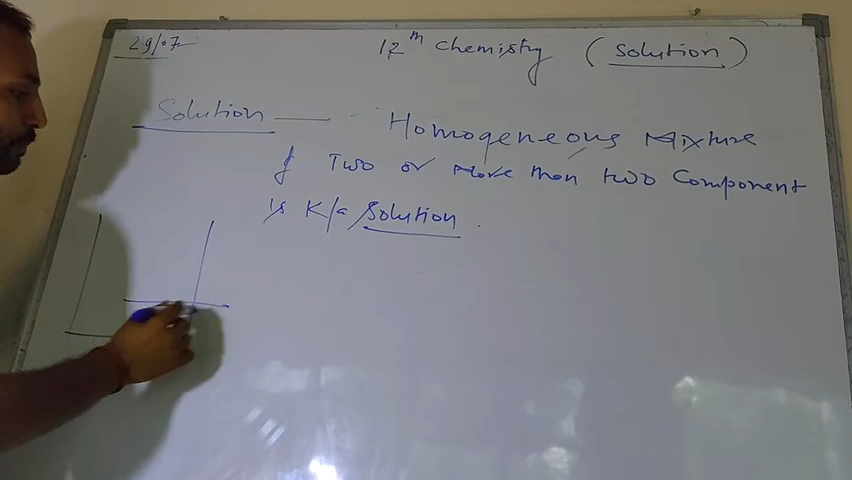 29/07
12th Chemistry (Solution)
Solution — Homogeneous Mixture
of Two or More than two Component
is K/a Solution.